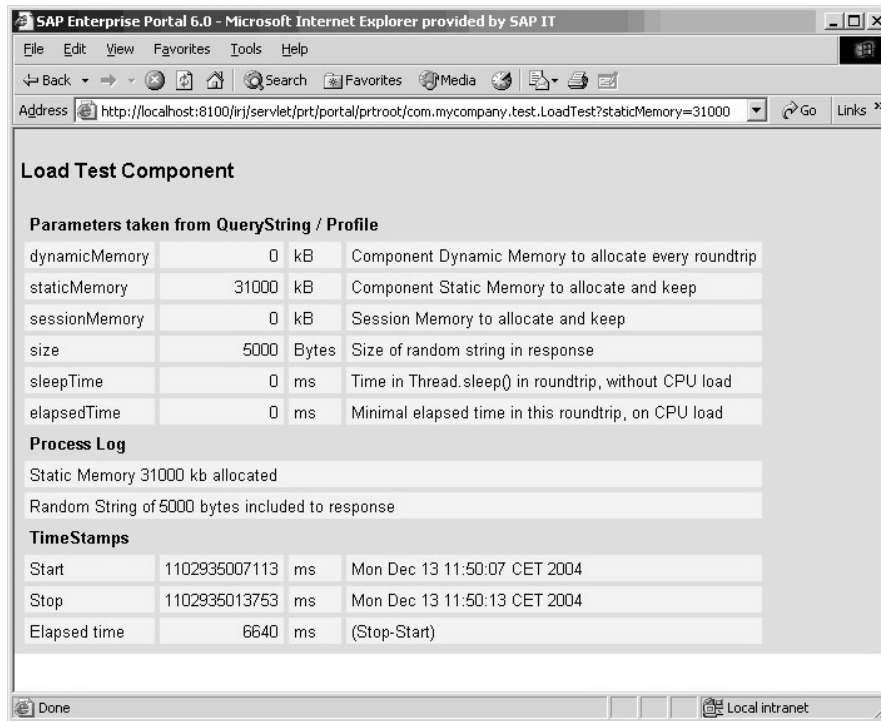 SAP Enterprise Portal 6.0 - Microsoft Internet Explorer provided by SAP IT
File Edit View Favorites Tools Help
Back Search Favorites Media
Address http://localhost:8100/irj/servlet/prt/portal/prtroot/com.mycompany.test.LoadTest?staticMemory=31000 Go Links »
Load Test Component
Parameters taken from QueryString / Profile
dynamicMemory 0 kB Component Dynamic Memory to allocate every roundtrip
staticMemory 31000 kB Component Static Memory to allocate and keep
sessionMemory 0 kB Session Memory to allocate and keep
size 5000 Bytes Size of random string in response
sleepTime 0 ms Time in Thread.sleep() in roundtrip, without CPU load
elapsedTime 0 ms Minimal elapsed time in this roundtrip, on CPU load
Process Log
Static Memory 31000 kb allocated
Random String of 5000 bytes included to response
TimeStamps
Start 1102935007113 ms Mon Dec 13 11:50:07 CET 2004
Stop 1102935013753 ms Mon Dec 13 11:50:13 CET 2004
Elapsed time 6640 ms (Stop-Start)
Done Local intranet